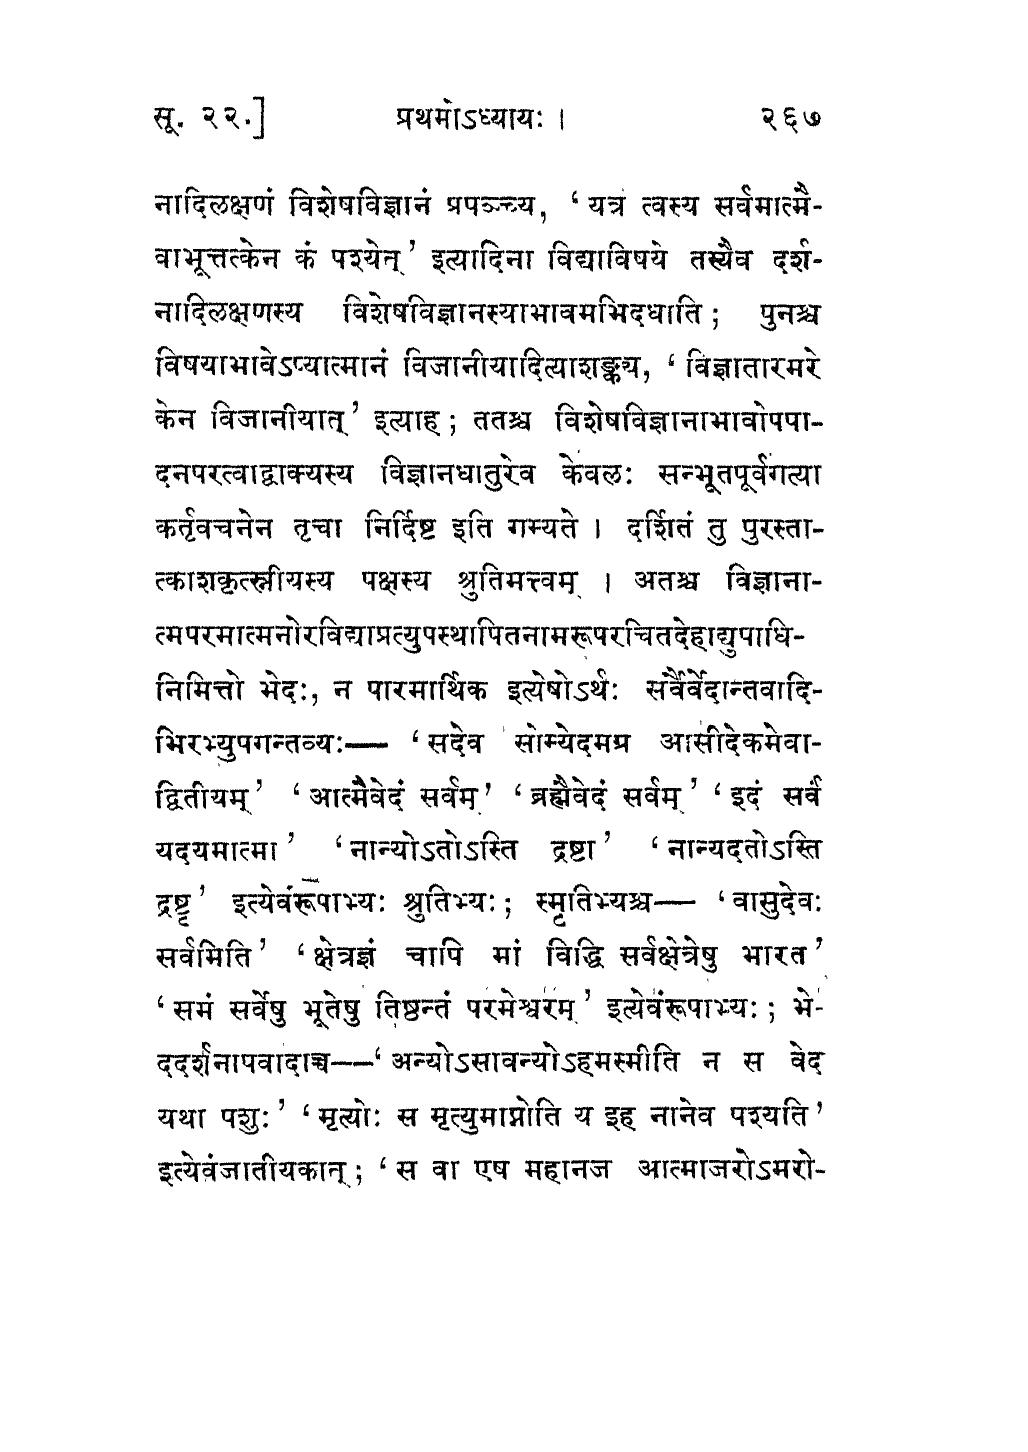 सू. २२.] प्रथमोऽध्यायः । २६७
नादिलक्षणं विशेषविज्ञानं प्रपञ्च्य, ‘ यत्र त्वस्य सर्वमात्मै-
वाभूत्तत्केन कं पश्येत् ’ इत्यादिना विद्याविषये तस्यैव दर्श-
नादिलक्षणस्य विशेषविज्ञानस्याभावमभिदधाति ; पुनश्च
विषयाभावेऽप्यात्मानं विजानीयादित्याशङ्क्य, ‘ विज्ञातारमरे
केन विजानीयात् ’ इत्याह ; ततश्च विशेषविज्ञानाभावोपपा-
दनपरत्वाद्वाक्यस्य विज्ञानधातुरेव केवलः सन्भूतपूर्वगत्या
कर्तृवचनेन तृचा निर्दिष्ट इति गम्यते । दर्शितं तु पुरस्ता-
त्काशकृत्स्नीयस्य पक्षस्य श्रुतिमत्त्वम् । अतश्च विज्ञाना-
त्मपरमात्मनोरविद्याप्रत्युपस्थापितनामरूपरचितदेहाद्युपाधि-
निमित्तो भेदः, न पारमार्थिक इत्येषोऽर्थः सर्वैर्वेदान्तवादि-
भिरभ्युपगन्तव्यः— ‘ सदेव सोम्येदमग्र आसीदेकमेवा-
द्वितीयम् ’ ‘ आत्मैवेदं सर्वम् ’ ‘ ब्रह्मैवेदं सर्वम् ’ ‘ इदं सर्वं
यदयमात्मा ’ ‘ नान्योऽतोऽस्ति द्रष्टा ’ ‘ नान्यदतोऽस्ति
द्रष्टृ ’ इत्येवंरूपाभ्यः श्रुतिभ्यः ; स्मृतिभ्यश्च— ‘ वासुदेवः
सर्वमिति ’ ‘ क्षेत्रज्ञं चापि मां विद्धि सर्वक्षेत्रेषु भारत ’
‘ समं सर्वेषु भूतेषु तिष्ठन्तं परमेश्वरम् ’ इत्येवंरूपाभ्यः ; भे-
ददर्शनापवादाच्च—‘ अन्योऽसावन्योऽहमस्मीति न स वेद
यथा पशुः ’ ‘ मृत्योः स मृत्युमाप्नोति य इह नानेव पश्यति ’
इत्येवंजातीयकात् ; ‘ स वा एष महानज आत्माजरोऽमरो-